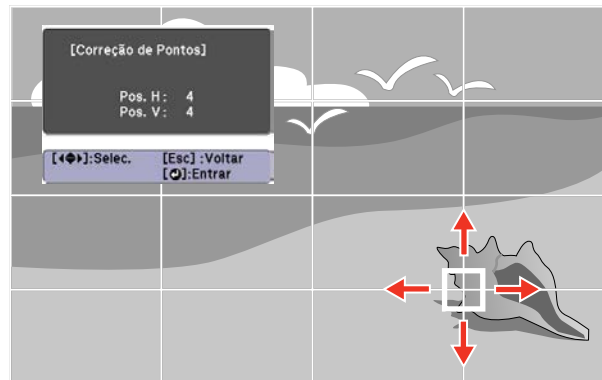 [Correção de Pontos]
Pos. H: 4
Pos. V: 4
[◂◆▸]:Selec. [Esc] :Voltar
[↵]:Entrar